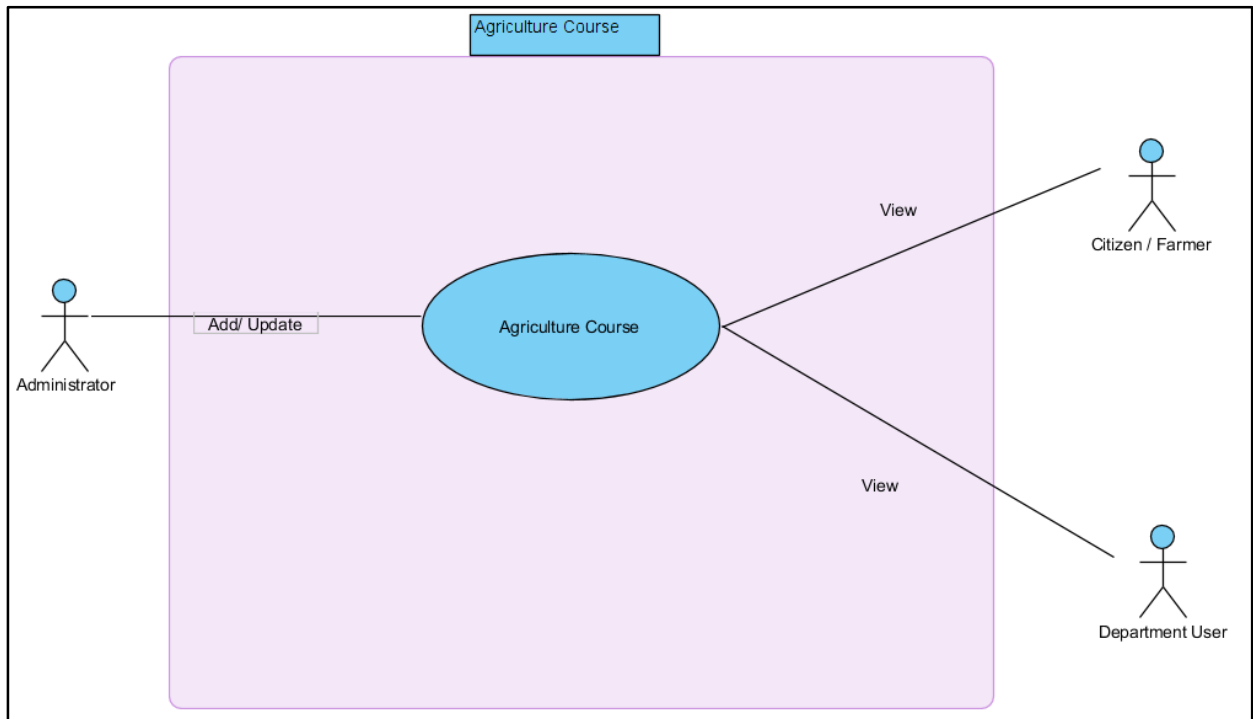 Agriculture Course
View
Citizen / Farmer
Add/ Update
Agriculture Course
Administrator
View
Department User